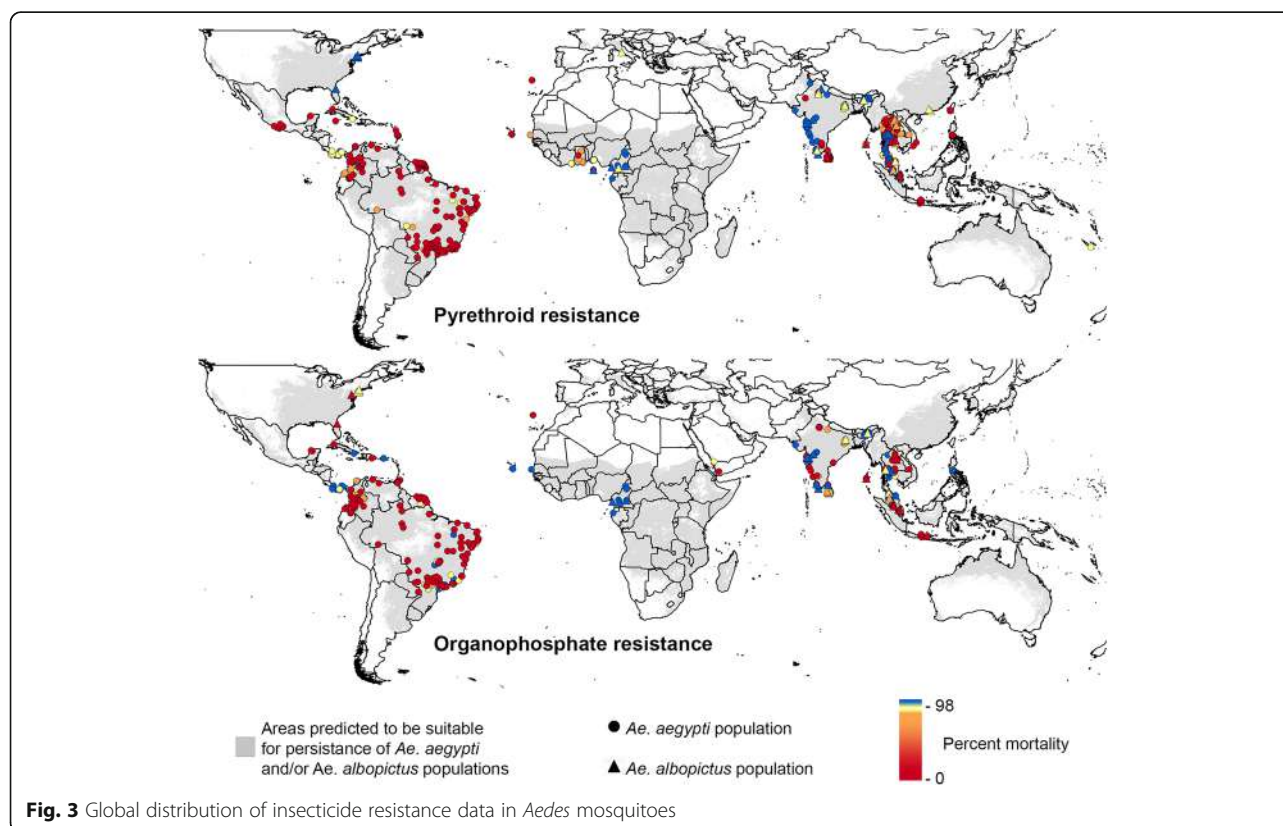 Pyrethroid resistance
Organophosphate resistance
Areas predicted to be suitable
for persistance of Ae. aegypti
and/or Ae. albopictus populations
Ae. aegypti population
Ae. albopictus population
- 98
Percent mortality
- 0
Fig. 3 Global distribution of insecticide resistance data in Aedes mosquitoes